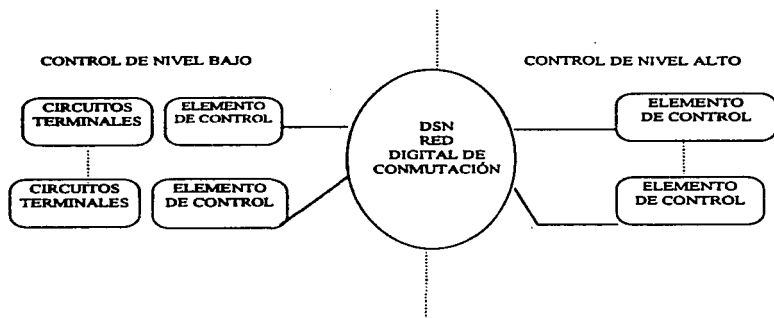 CONTROL DE NIVEL BAJO
CONTROL DE NIVEL ALTO
CIRCUITOS
TERMINALES
ELEMENTO
DE CONTROL
DSN
RED
DIGITAL DE
CONMUTACIÓN
ELEMENTO
DE CONTROL
CIRCUITOS
TERMINALES
ELEMENTO
DE CONTROL
ELEMENTO
DE CONTROL